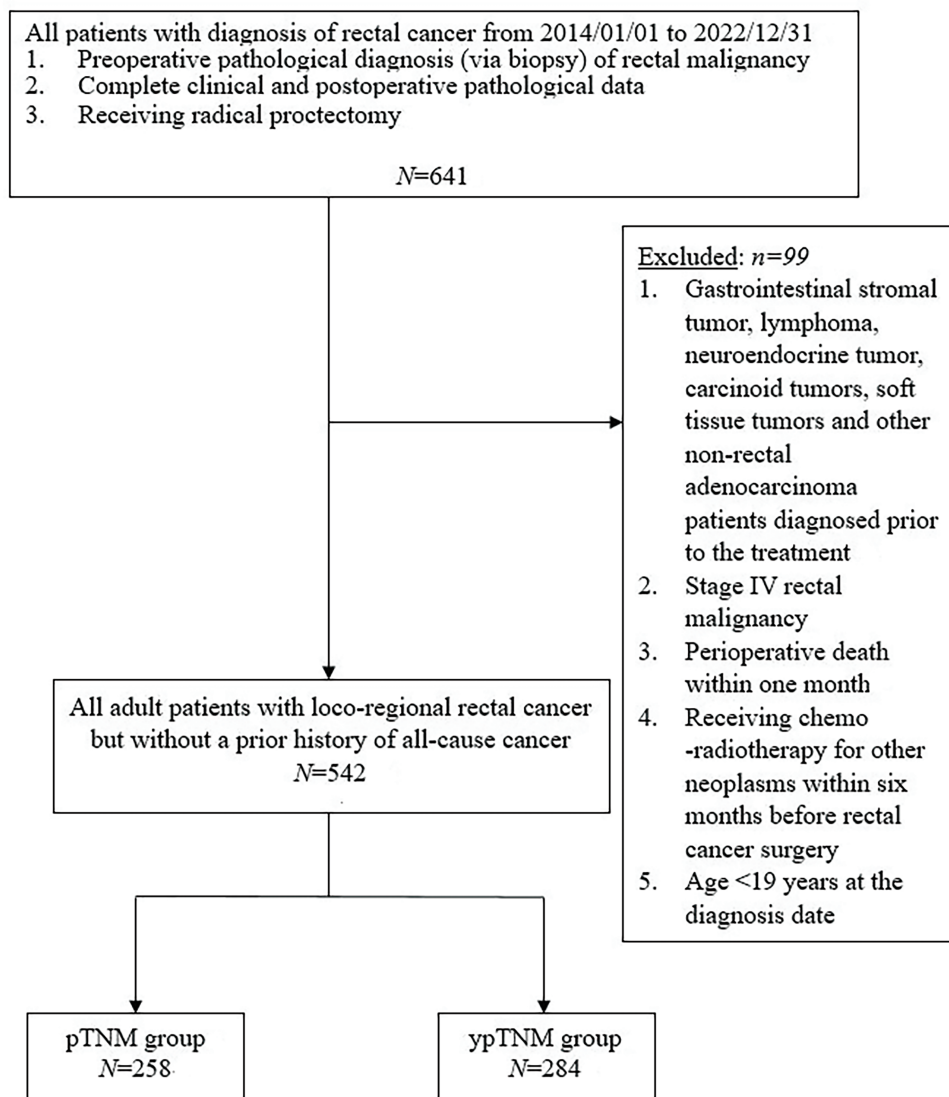 All patients with diagnosis of rectal cancer from 2014/01/01 to 2022/12/31
1. Preoperative pathological diagnosis (via biopsy) of rectal malignancy
2. Complete clinical and postoperative pathological data
3. Receiving radical proctectomy
N=641
Excluded: n=99
1. Gastrointestinal stromal
tumor, lymphoma,
neuroendocrine tumor,
carcinoid tumors, soft
tissue tumors and other
non-rectal
adenocarcinoma
patients diagnosed prior
to the treatment
2. Stage IV rectal
malignancy
3. Perioperative death
within one month
4. Receiving chemo
-radiotherapy for other
neoplasms within six
months before rectal
cancer surgery
5. Age <19 years at the
diagnosis date
All adult patients with loco-regional rectal cancer
but without a prior history of all-cause cancer
N=542
pTNM group
N=258
ypTNM group
N=284